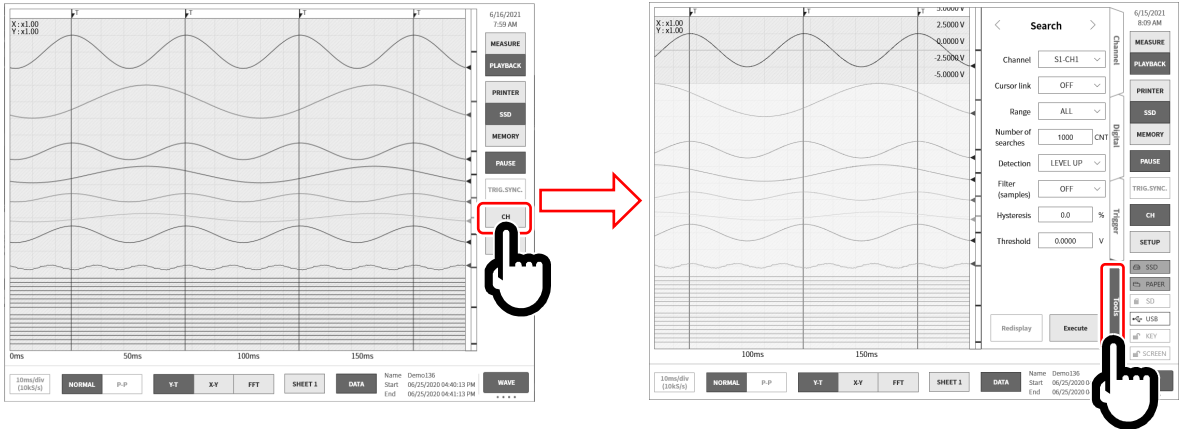 X: x1.00
Y: x1.00
T
T
T
T
6/16/2021
7:59 AM
MEASURE
PLAYBACK
PRINTER
SSD
MEMORY
PAUSE
TRIG.SYNC.
CH
0ms
50ms
100ms
150ms
10ms/div
(10kS/s)
NORMAL
P-P
Y-T
X-Y
FFT
SHEET 1
DATA
Name Demo136
Start 06/25/2020 04:40:13 PM
End 06/25/2020 04:41:13 PM
WAVE
X: x1.00
Y: x1.00
T
T
T
5.0000 V
2.5000 V
0.0000 V
-2.5000 V
-5.0000 V
< Search >
Channel S1-CH1
Cursor link OFF
Range ALL
Number of
searches
1000 CNT
Detection LEVEL UP
Filter
(samples)
OFF
Hysteresis 0.0 %
Threshold 0.0000 V
Redisplay
Execute
Channel
Digital
Trigger
Tools
6/15/2021
8:09 AM
MEASURE
PLAYBACK
PRINTER
SSD
MEMORY
PAUSE
TRIG.SYNC.
CH
SETUP
SSD
PAPER
SD
USB
KEY
SCREEN
100ms
150ms
10ms/div
(10kS/s)
NORMAL
P-P
Y-T
X-Y
FFT
SHEET 1
DATA
Name Demo136
Start 06/25/2020 0
End 06/25/2020 0